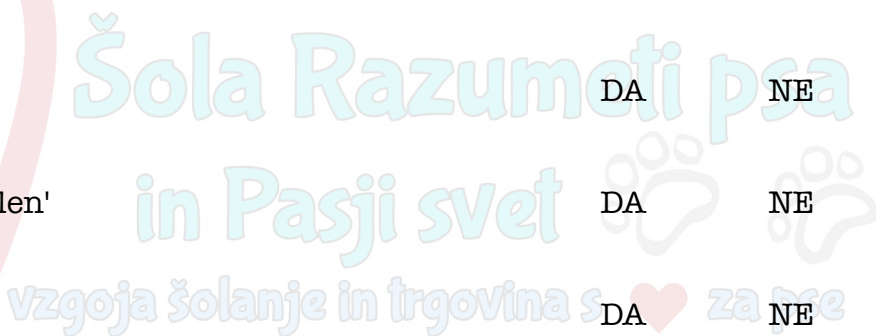 Šola Razumeti psa
DA NE
in Pasji svet
len' DA NE
vzgoja šolanje in trgovina s za pse
DA NE